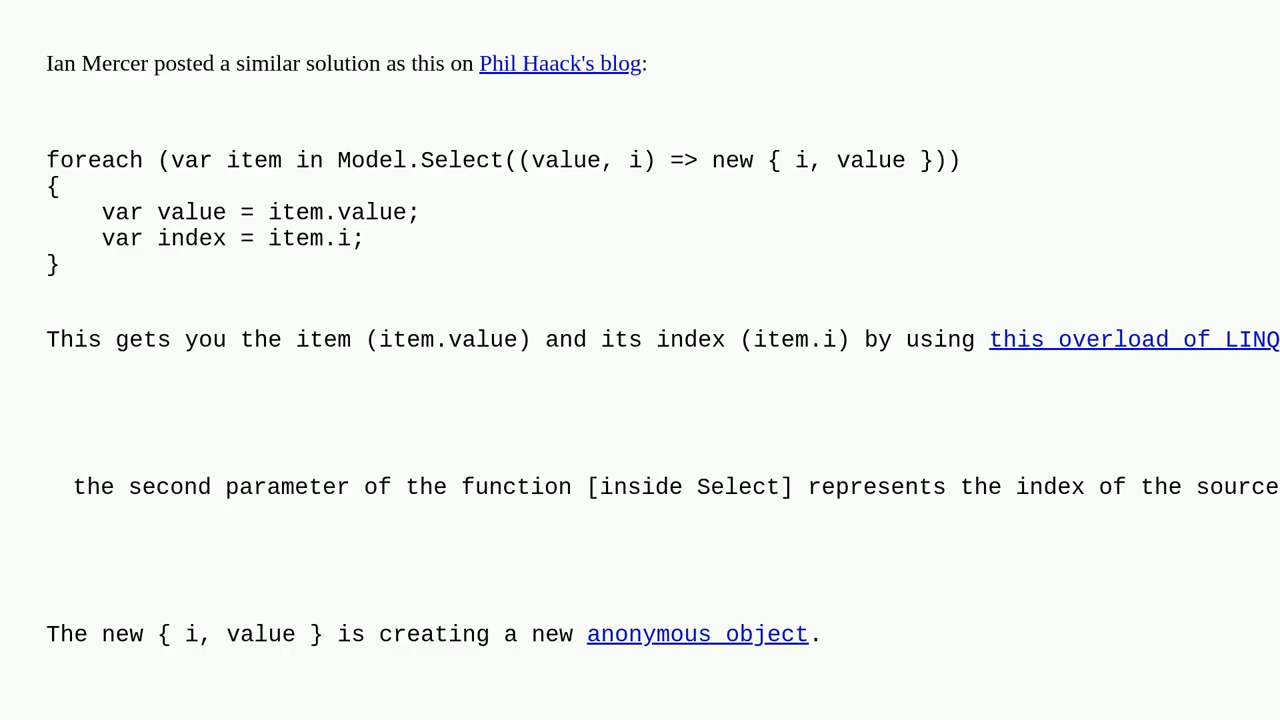 Ian Mercer posted a similar solution as this on Phil Haack's blog:
foreach (var item in Model.Select((value, i) => new { i, value }))
{
    var value = item.value;
    var index = item.i;
}
This gets you the item (item.value) and its index (item.i) by using this overload of LINQ
the second parameter of the function [inside Select] represents the index of the source
The new { i, value } is creating a new anonymous object.